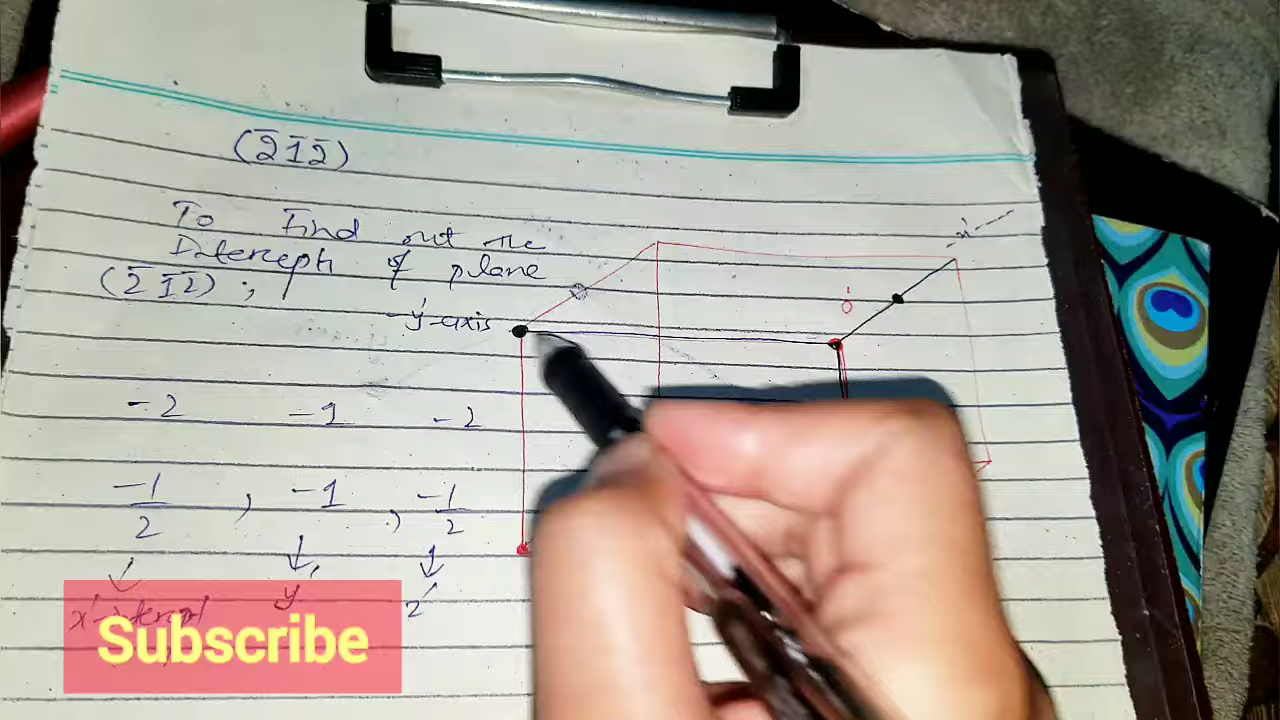 (2̅ 1̅ 2̅)
To Find out the
Intercept of plane
(2̅ 1̅ 2̅) ;
-y'-axis
x'
o'
-2 -1 -2
-1/2 , -1 , -1/2
x'-intercept y' z'
Subscribe